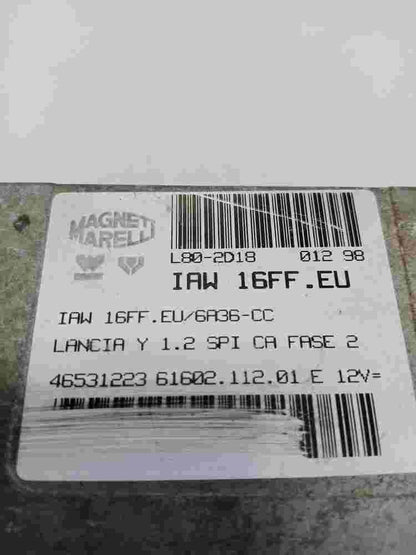 MAGNETI
MARELLI
L80-2D18 012 98
IAW 16FF.EU
IAW 16FF.EU/6A36-CC
LANCIA Y 1.2 SPI CA FASE 2
46531223 61602.112.01 E 12V=